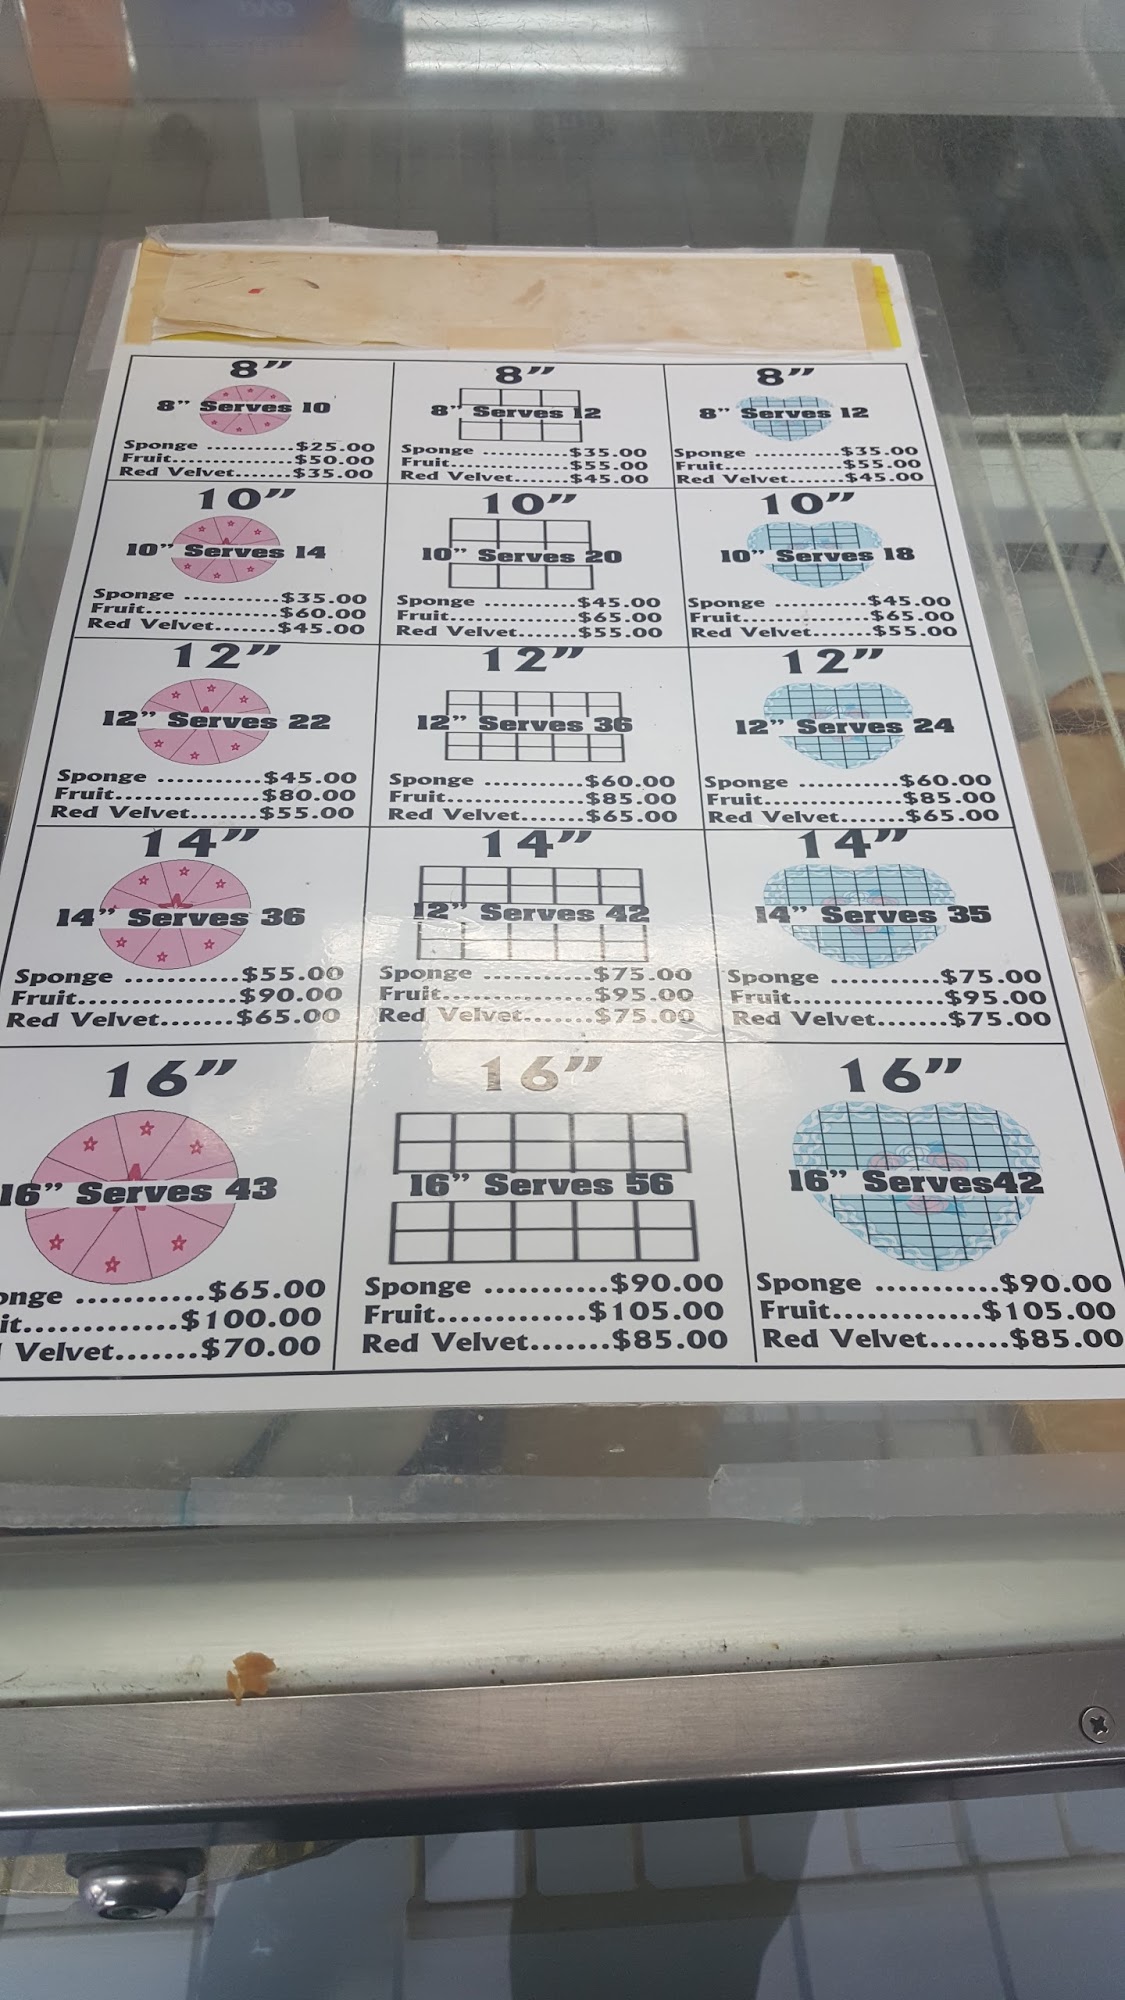 8”
8” Serves 10
Sponge ............$25.00
Fruit................$50.00
Red Velvet.......$35.00
8”
8” Serves 12
Sponge ............$35.00
Fruit................$55.00
Red Velvet.......$45.00
8”
8” Serves 12
Sponge ............$35.00
Fruit................$55.00
Red Velvet.......$45.00
10”
10” Serves 14
Sponge ............$35.00
Fruit................$60.00
Red Velvet.......$45.00
10”
10” Serves 20
Sponge ............$45.00
Fruit................$65.00
Red Velvet.......$55.00
10”
10” Serves 18
Sponge ............$45.00
Fruit................$65.00
Red Velvet.......$55.00
12”
12” Serves 22
Sponge ...........$45.00
Fruit...............$80.00
Red Velvet.......$55.00
12”
12” Serves 36
Sponge ...........$60.00
Fruit...............$85.00
Red Velvet.......$65.00
12”
12” Serves 24
Sponge ...........$60.00
Fruit...............$85.00
Red Velvet.......$65.00
14”
14” Serves 36
Sponge ...........$55.00
Fruit...............$90.00
Red Velvet.......$65.00
14”
12” Serves 42
Sponge ...........$75.00
Fruit...............$95.00
Red Velvet.......$75.00
14”
14” Serves 35
Sponge ...........$75.00
Fruit...............$95.00
Red Velvet.......$75.00
16”
16” Serves 43
onge ...........$65.00
it..............$100.00
Velvet.......$70.00
16”
16” Serves 56
Sponge ...........$90.00
Fruit.............$105.00
Red Velvet.......$85.00
16”
16” Serves42
Sponge ...........$90.00
Fruit.............$105.00
Red Velvet.......$85.00